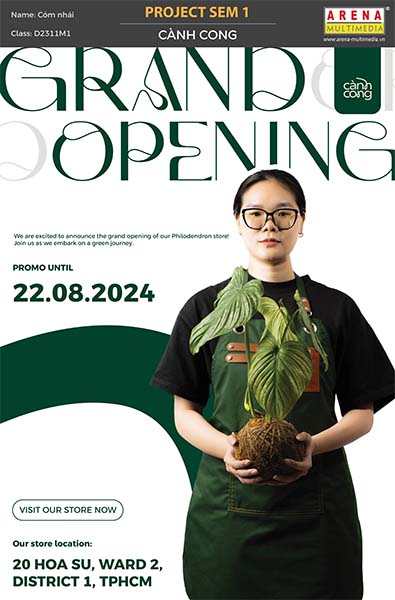 Name: Cóm nhái
PROJECT SEM 1
ARENA
MULTIMEDIA
www.arena-multimedia.vn
Class: D2311M1
CÀNH CONG
GRAND
OPENING
cành
cong
We are excited to announce the grand opening of our Philodendron store!
Join us as we embark on a green journey.
PROMO UNTIL
22.08.2024
VISIT OUR STORE NOW
Our store location:
20 HOA SU, WARD 2,
DISTRICT 1, TPHCM